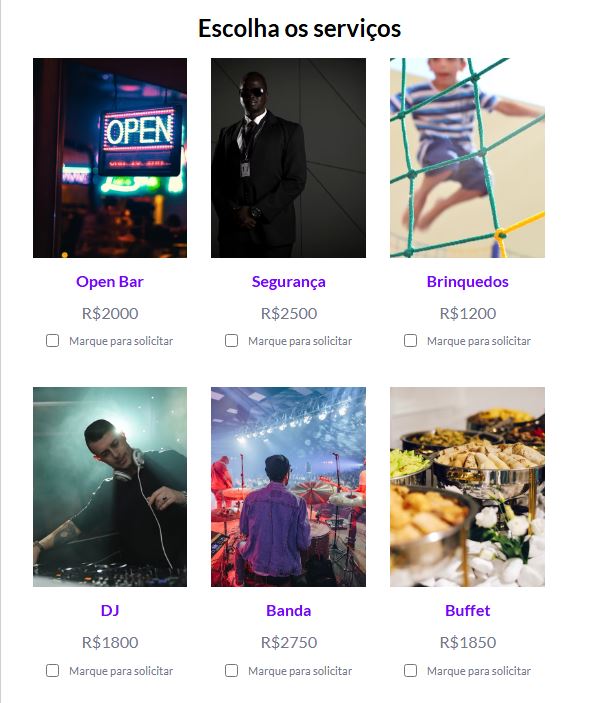 Escolha os serviços
OPEN
Open Bar
Segurança
Brinquedos
R$2000
R$2500
R$1200
Marque para solicitar
Marque para solicitar
Marque para solicitar
DJ
Banda
Buffet
R$1800
R$2750
R$1850
Marque para solicitar
Marque para solicitar
Marque para solicitar